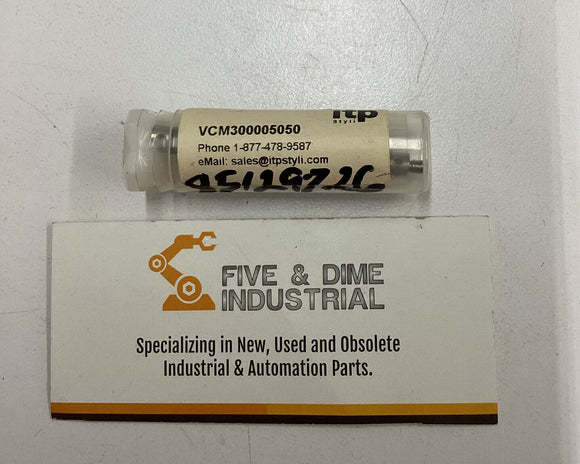 itp
Styli
VCM300005050
Phone 1-877-478-9587
eMail: sales@itpstyli.com
FIVE & DIME
INDUSTRIAL
Specializing in New, Used and Obsolete
Industrial & Automation Parts.